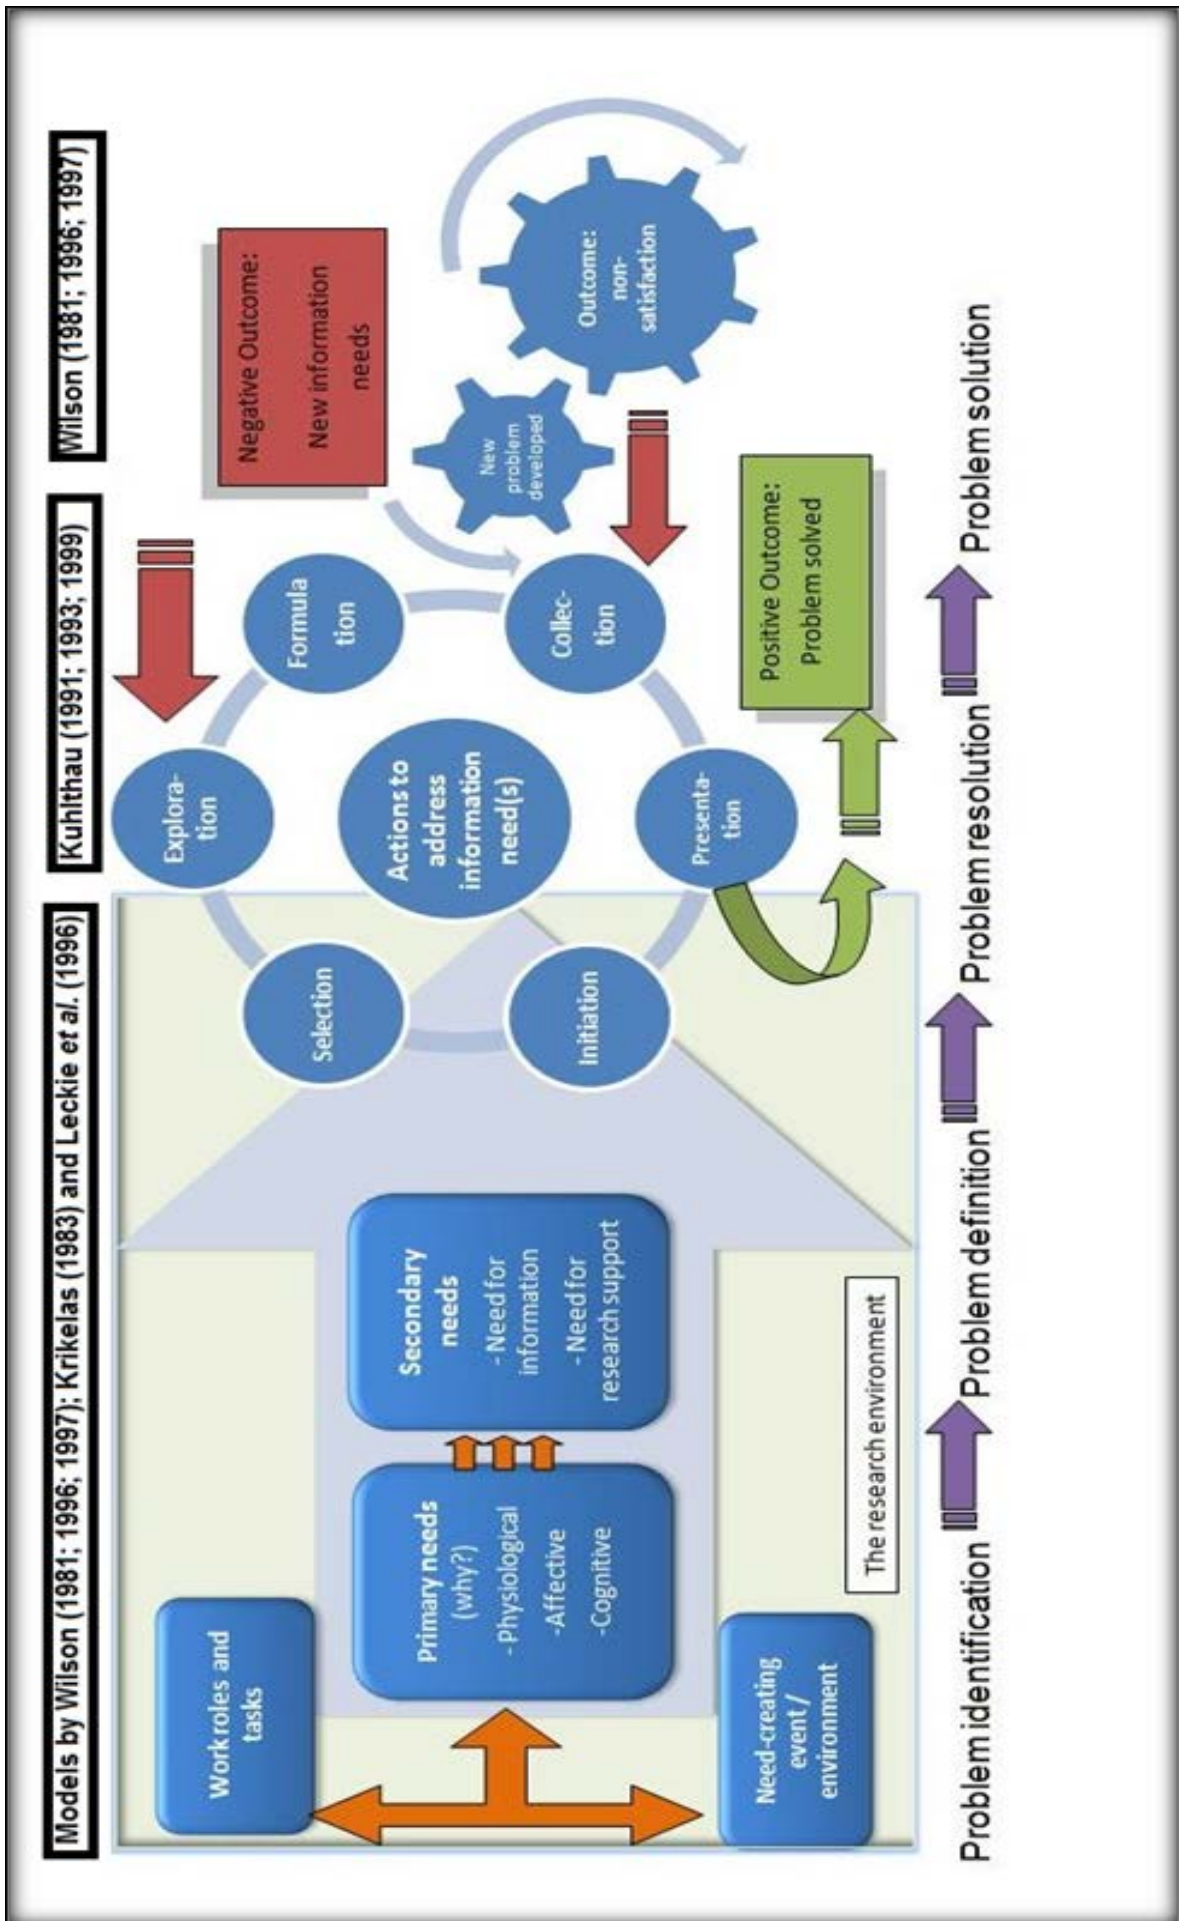 Models by Wilson (1981; 1996; 1997); Krikelas (1983) and Leckie et al. (1996)
Kuhlthau (1991; 1993; 1999)
Wilson (1981; 1996; 1997)
Work roles and
tasks
Primary needs
(why?)
- Physiological
-Affective
-Cognitive
Need-creating
event /
environment
Secondary
needs
- Need for
information
- Need for
research support
The research environment
Selection
Initiation
Explora-
tion
Actions to
address
information
need(s)
Presenta-
tion
Formula
tion
Collec-
tion
Negative Outcome:
New information
needs
New
problem
developed
Outcome:
non-
satisfaction
Positive Outcome:
Problem solved
Problem identification
Problem definition
Problem resolution
Problem solution